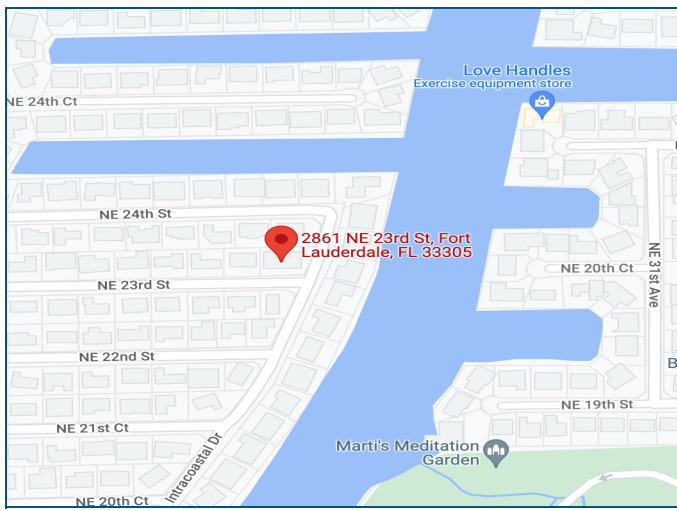 Love Handles
Exercise equipment store
NE 24th Ct
NE 24th St
2861 NE 23rd St, Fort
Lauderdale, FL 33305
NE 31st Ave
NE 20th Ct
NE 23rd St
NE 22nd St
NE 19th St
NE 21st Ct
Intracoastal Dr
Marti's Meditation
Garden
NE 20th Ct